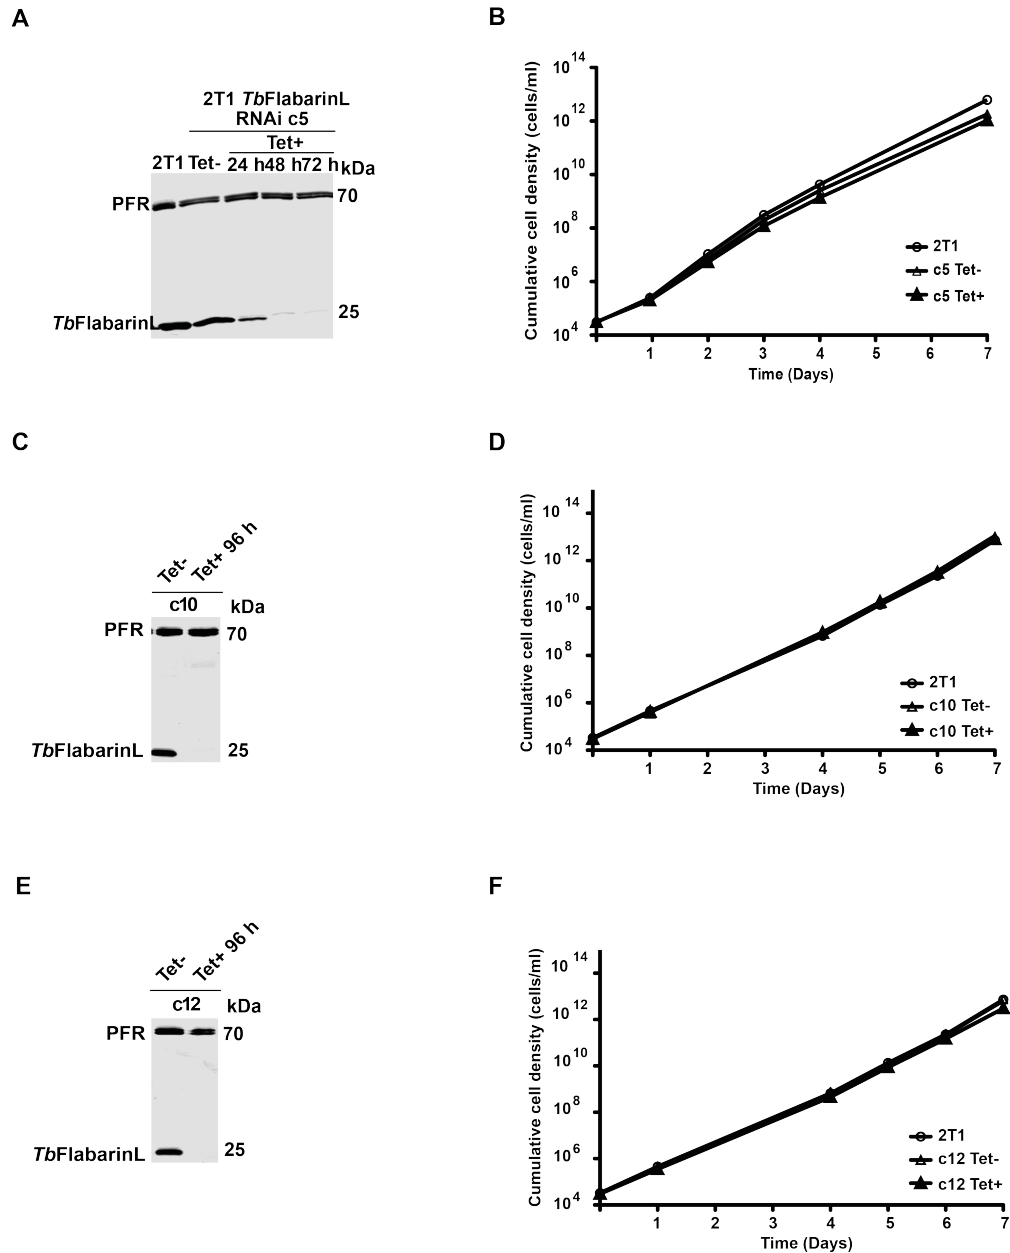 A
2T1 TbFlabarinL
RNAi c5
Tet+
2T1 Tet- 24 h48 h72 h kDa
PFR 70
25
TbFlabarinL
B
Cumulative cell density (cells/ml)
10^14
10^12
10^10
10^8
10^6
10^4
2T1
c5 Tet-
c5 Tet+
1 2 3 4 5 6 7
Time (Days)
C
Tet- Tet+ 96 h
c10 kDa
PFR 70
TbFlabarinL 25
D
Cumulative cell density (cells/ml)
10^14
10^12
10^10
10^8
10^6
10^4
2T1
c10 Tet-
c10 Tet+
1 2 3 4 5 6 7
Time (Days)
E
Tet- Tet+ 96 h
c12 kDa
PFR 70
TbFlabarinL 25
F
Cumulative cell density (cells/ml)
10^14
10^12
10^10
10^8
10^6
10^4
2T1
c12 Tet-
c12 Tet+
1 2 3 4 5 6 7
Time (Days)